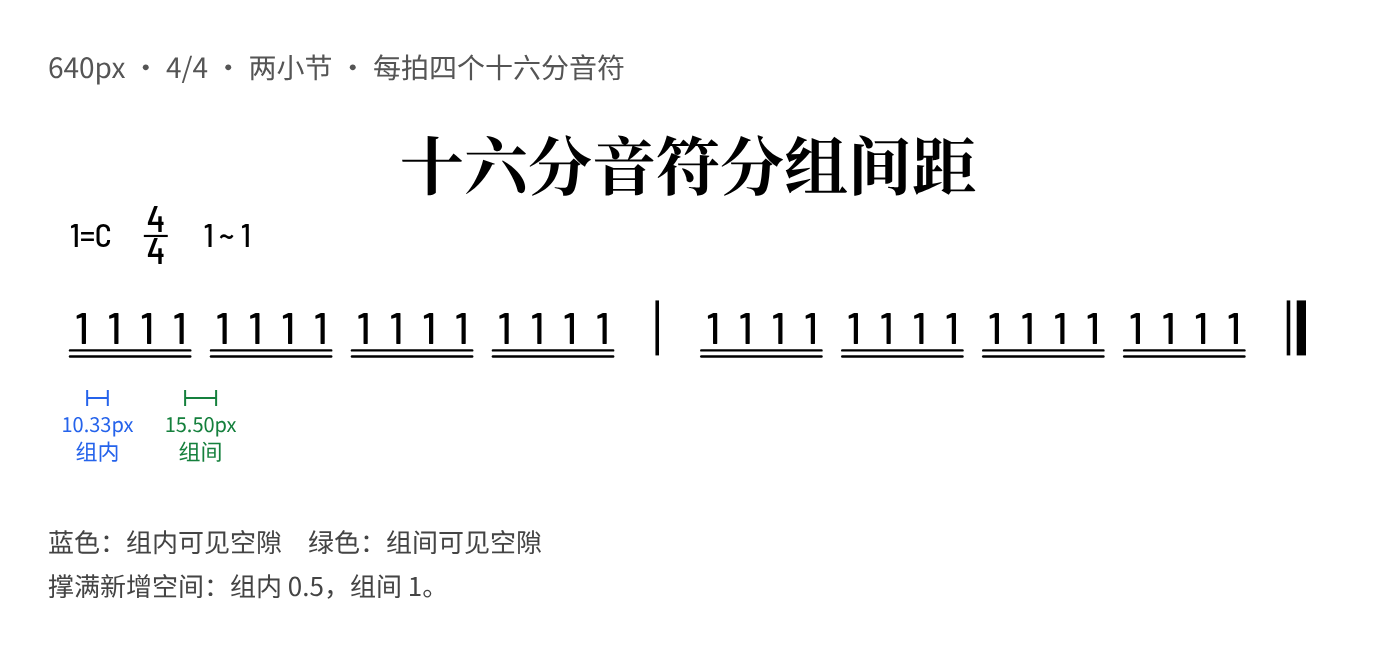 640px · 4/4 · 两小节 · 每拍四个十六分音符
十六分音符分组间距
1=C 4/4 1 ~ 1
1 1 1 1 1 1 1 1 1 1 1 1 1 1 1 1 | 1 1 1 1 1 1 1 1 1 1 1 1 1 1 1 1
10.33px 15.50px
组内 组间
蓝色：组内可见空隙 绿色：组间可见空隙
撑满新增空间：组内 0.5，组间 1。